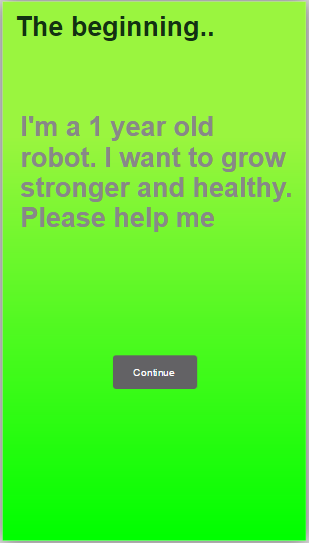 The beginning..
I'm a 1 year old
robot. I want to grow
stronger and healthy.
Please help me
Continue